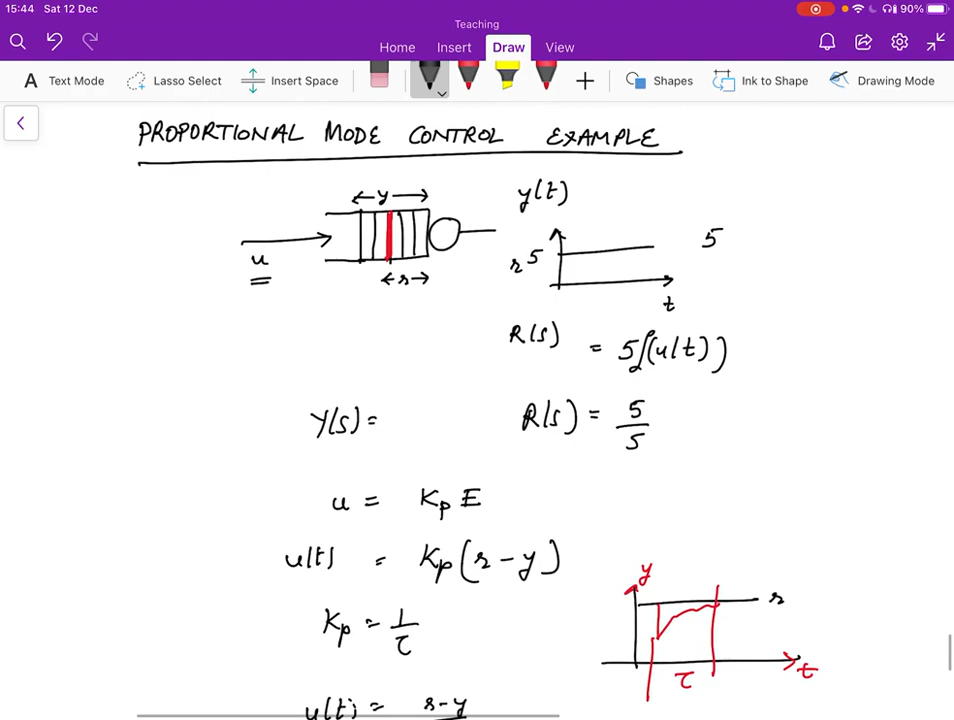 15:44 Sat 12 Dec
90%
Teaching
Home Insert Draw View
Text Mode Lasso Select Insert Space Shapes Ink to Shape Drawing Mode
PROPORTIONAL MODE CONTROL EXAMPLE
y
u
r
y(t)
r 5
5
t
R(s) = 5 L(u(t))
Y(s) =
R(s) = 5/s
u = Kp E
u(t) = Kp (r - y)
Kp = 1/τ
y
r
τ
t
u(t) = r-y